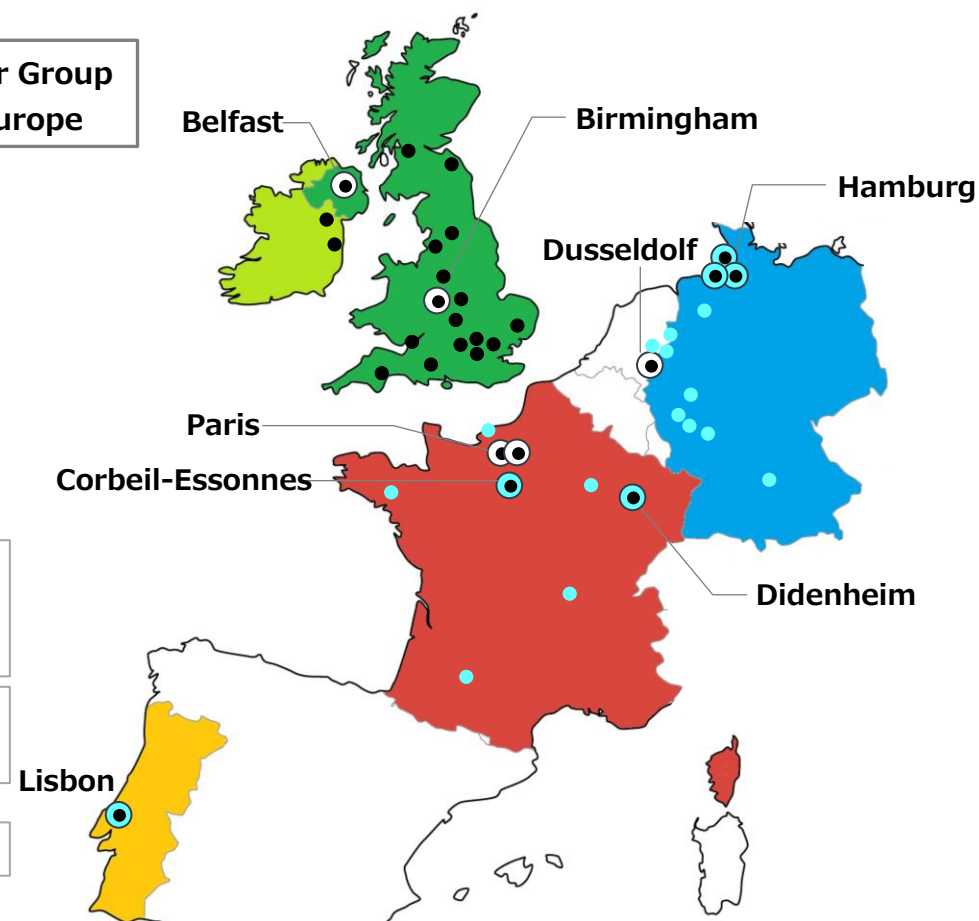 r Group
urope
Belfast
Birmingham
Hamburg
Dusseldolf
Paris
Corbeil-Essonnes
Didenheim
Lisbon